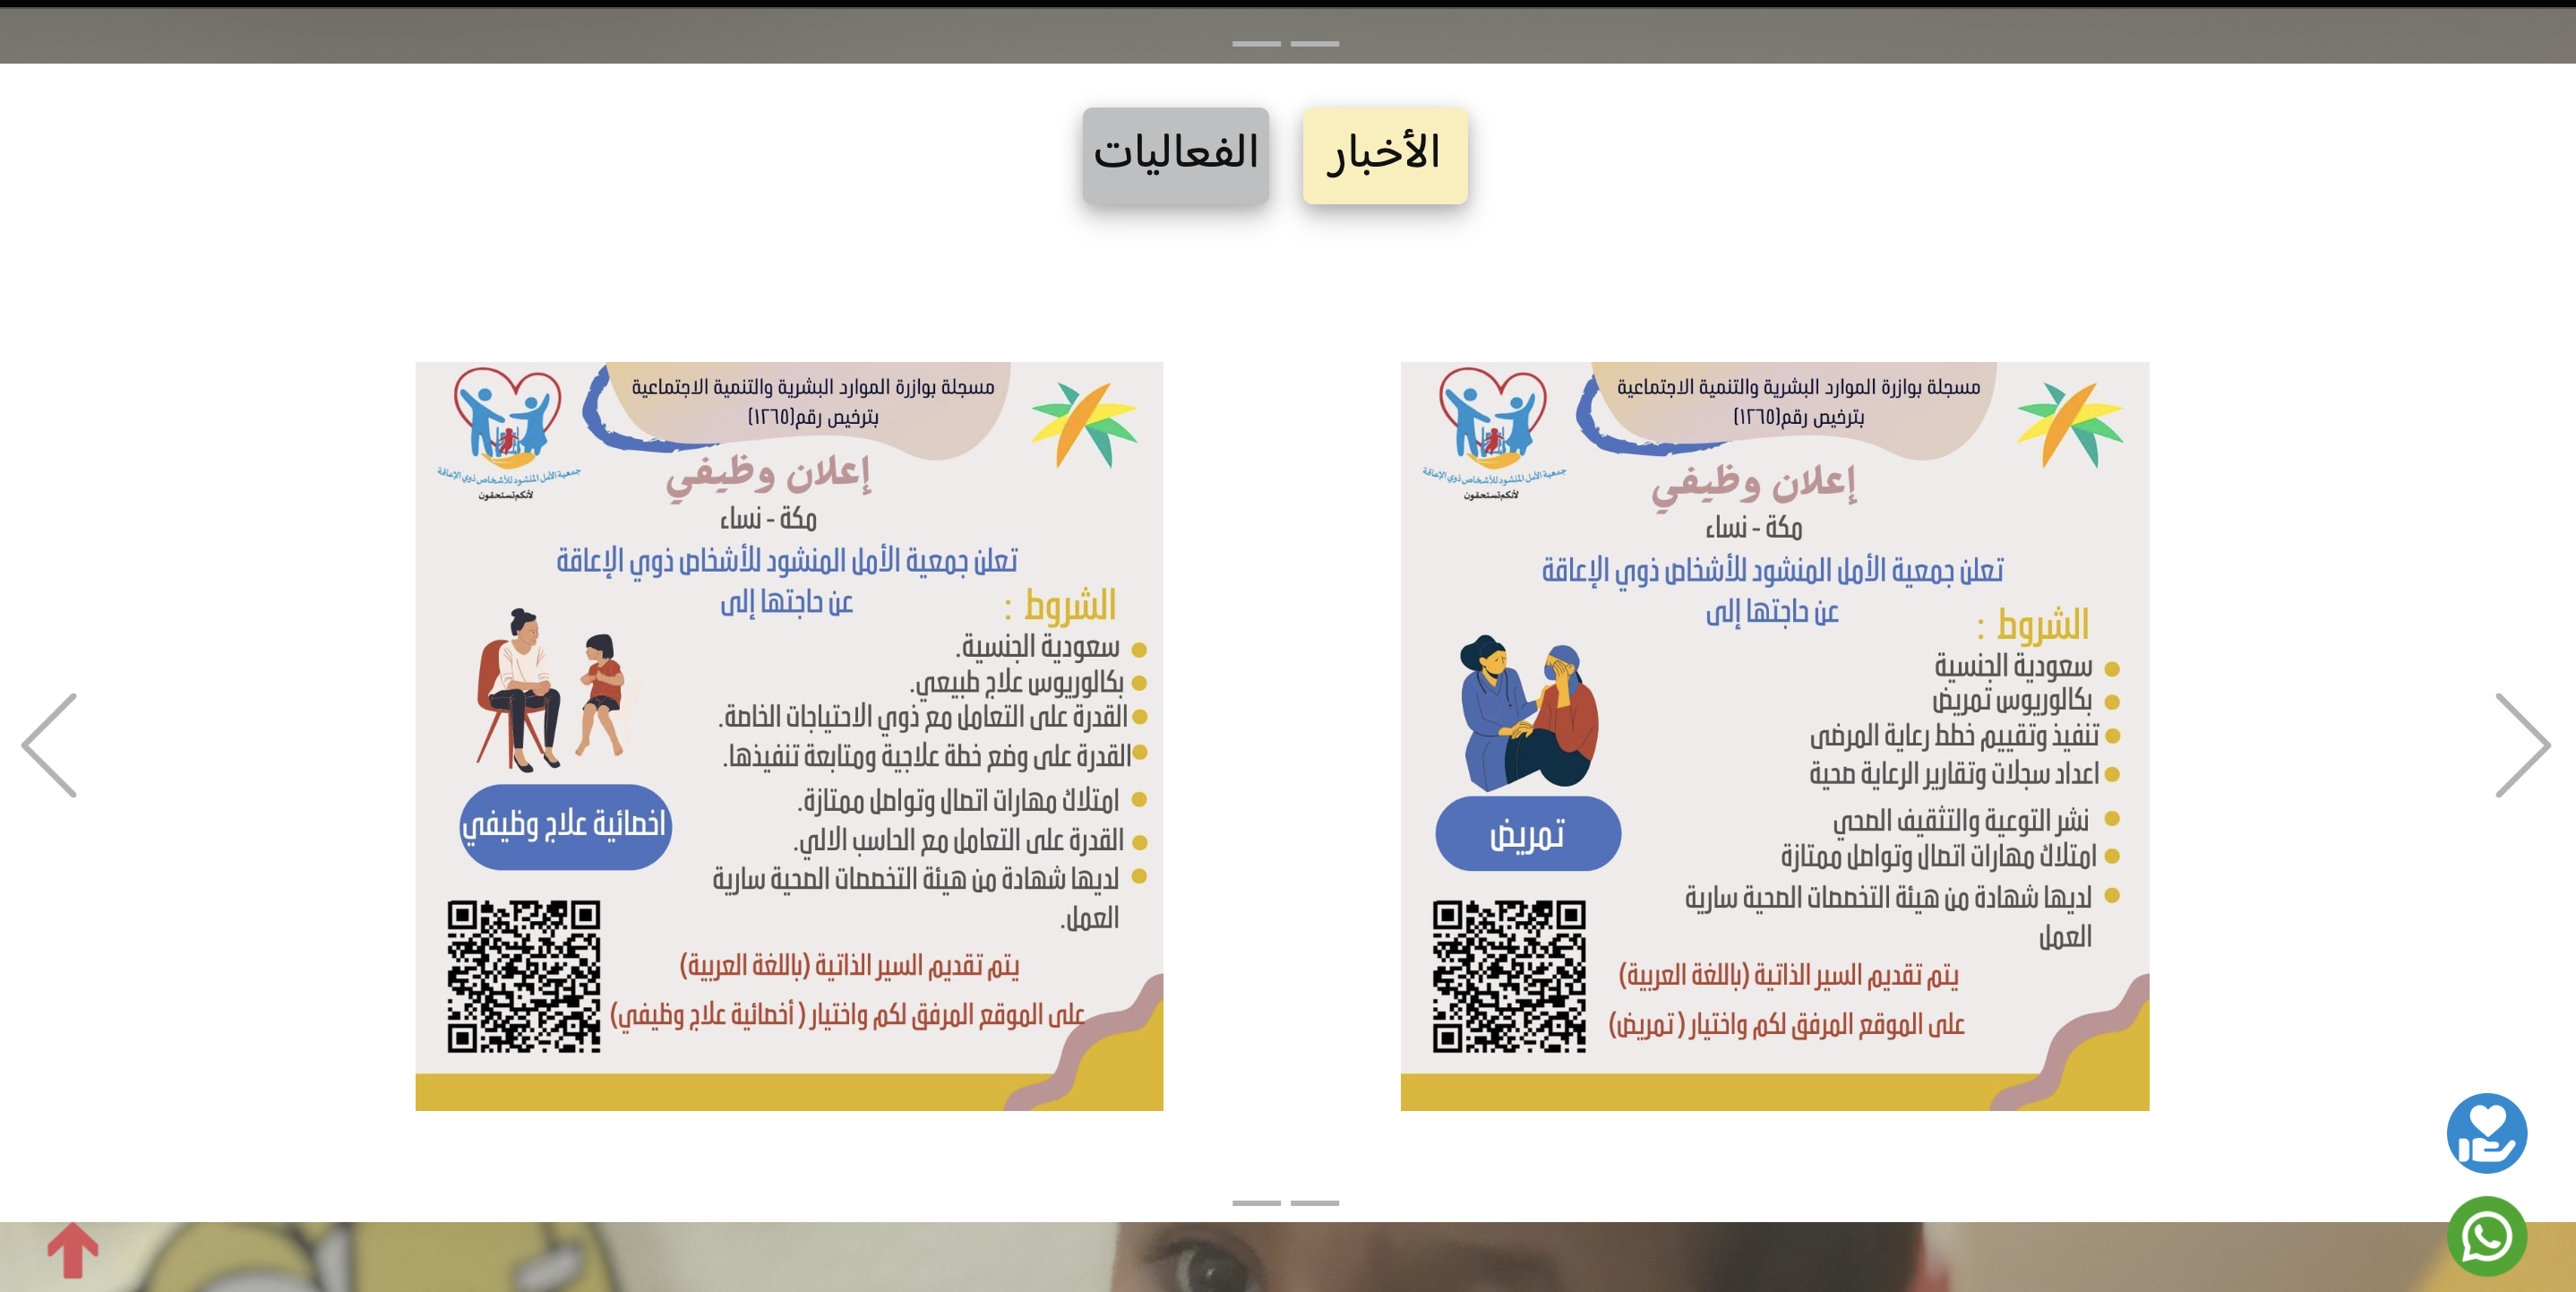 الأخبار
الفعاليات
مسجلة بوازرة الموارد البشرية والتنمية الاجتماعية
بترخيص رقم(١٢٦٥)
جمعية الأمل المنشود للأشخاص ذوي الإعاقة
لأنكم تستحقون
إعلان وظيفي
مكة - نساء
تعلن جمعية الأمل المنشود للأشخاص ذوي الإعاقة
عن حاجتها إلى
الشروط :
سعودية الجنسية
بكالوريوس تمريض
تنفيذ وتقييم خطط رعاية المرضى
اعداد سجلات وتقارير الرعاية صحية
نشر التوعية والتثقيف الصحي
امتلاك مهارات اتصال وتواصل ممتازة
لديها شهادة من هيئة التخصصات الصحية سارية
العمل
تمريض
يتم تقديم السير الذاتية (باللغة العربية)
على الموقع المرفق لكم واختيار ( تمريض)
مسجلة بوازرة الموارد البشرية والتنمية الاجتماعية
بترخيص رقم(١٢٦٥)
جمعية الأمل المنشود للأشخاص ذوي الإعاقة
لأنكم تستحقون
إعلان وظيفي
مكة - نساء
تعلن جمعية الأمل المنشود للأشخاص ذوي الإعاقة
عن حاجتها إلى
الشروط :
سعودية الجنسية.
بكالوريوس علاج طبيعي.
القدرة على التعامل مع ذوي الاحتياجات الخاصة.
القدرة على وضع خطة علاجية ومتابعة تنفيذها.
امتلاك مهارات اتصال وتواصل ممتازة.
القدرة على التعامل مع الحاسب الالي.
لديها شهادة من هيئة التخصصات الصحية سارية
العمل.
اخصائية علاج وظيفي
يتم تقديم السير الذاتية (باللغة العربية)
على الموقع المرفق لكم واختيار ( أخصائية علاج وظيفي)